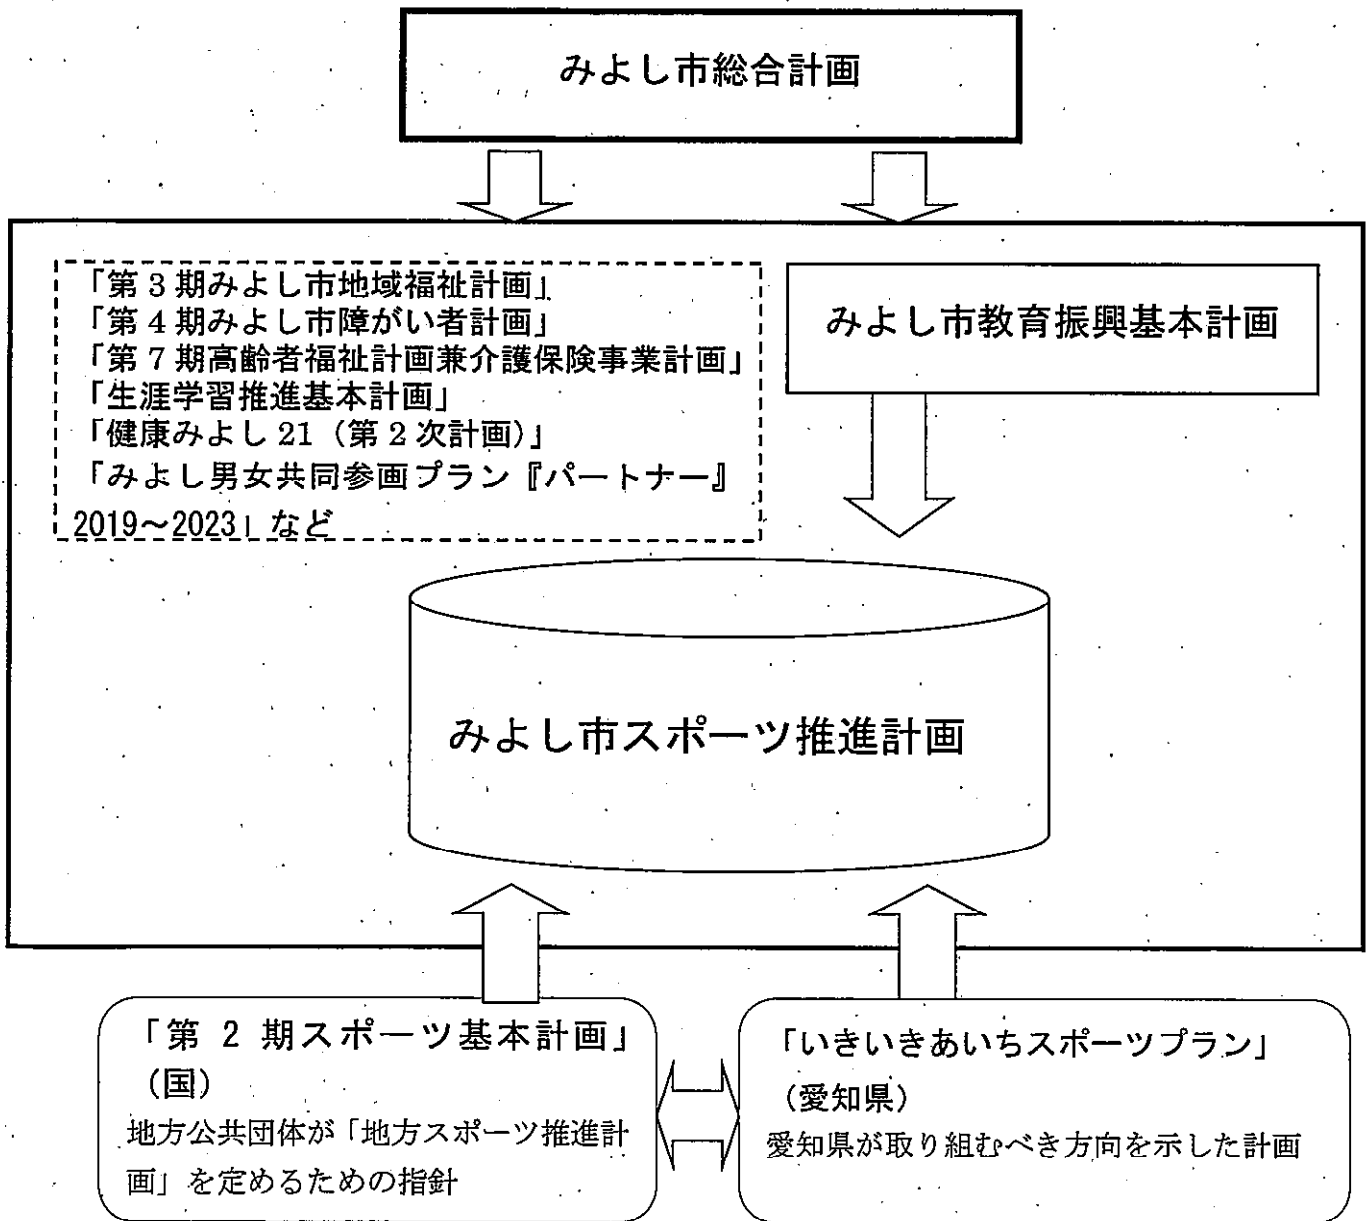 みよし市総合計画
「第３期みよし市地域福祉計画」
「第４期みよし市障がい者計画」
「第７期高齢者福祉計画兼介護保険事業計画」
「生涯学習推進基本計画」
「健康みよし 21（第２次計画）」
「みよし男女共同参画プラン『パートナー』
2019～2023」など
みよし市教育振興基本計画
みよし市スポーツ推進計画
「第 2 期スポーツ基本計画」
（国）
地方公共団体が「地方スポーツ推進計
画」を定めるための指針
「いきいきあいちスポーツプラン」
（愛知県）
愛知県が取り組むべき方向を示した計画